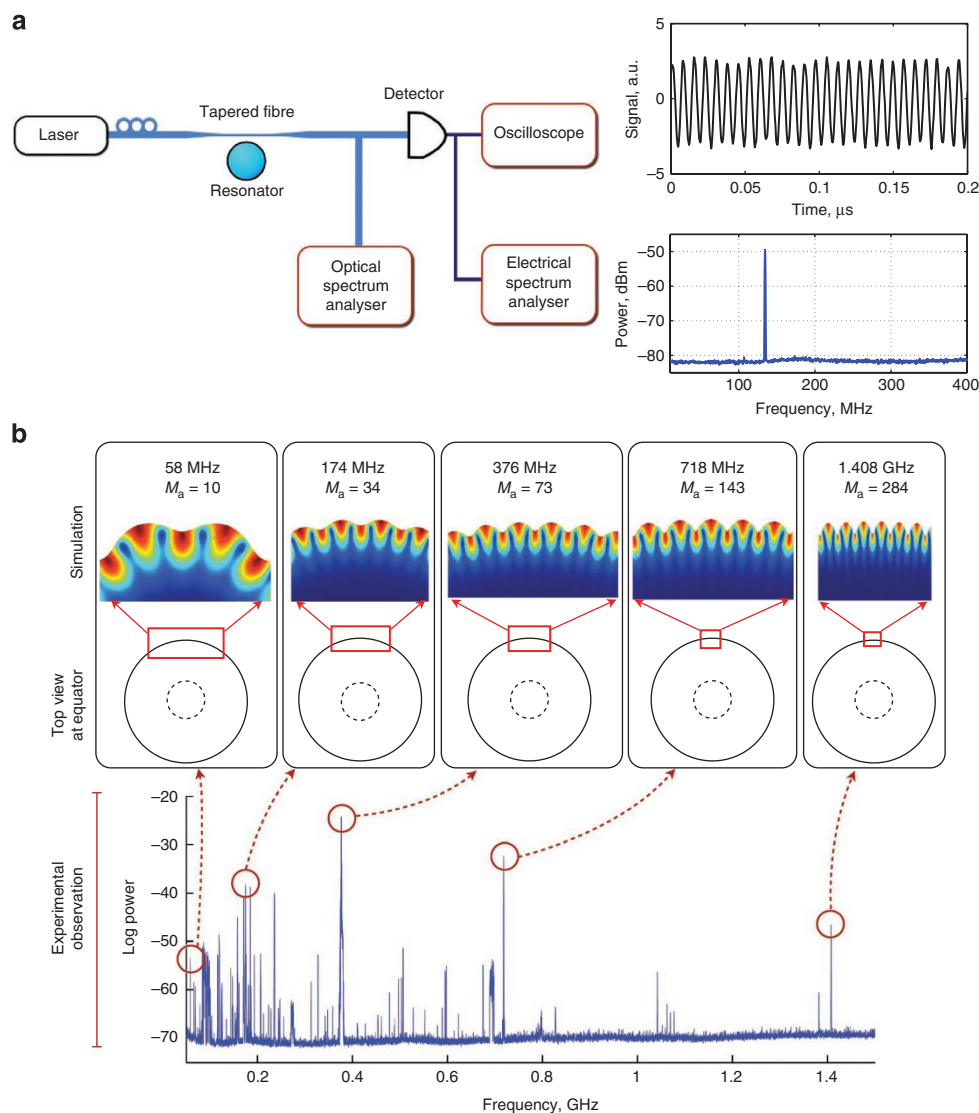 a
Laser
Tapered fibre
Resonator
Detector
Oscilloscope
Optical
spectrum
analyser
Electrical
spectrum
analyser
5
0
–5
Signal, a.u.
0
0.05
0.1
0.15
0.2
Time, μs
–50
–60
–70
–80
Power, dBm
100
200
300
400
Frequency, MHz
b
Simulation
58 MHz
Ma = 10
174 MHz
Ma = 34
376 MHz
Ma = 73
718 MHz
Ma = 143
1.408 GHz
Ma = 284
Top view
at equator
Experimental
observation
Log power
–20
–30
–40
–50
–60
–70
0.2
0.4
0.6
0.8
1
1.2
1.4
Frequency, GHz